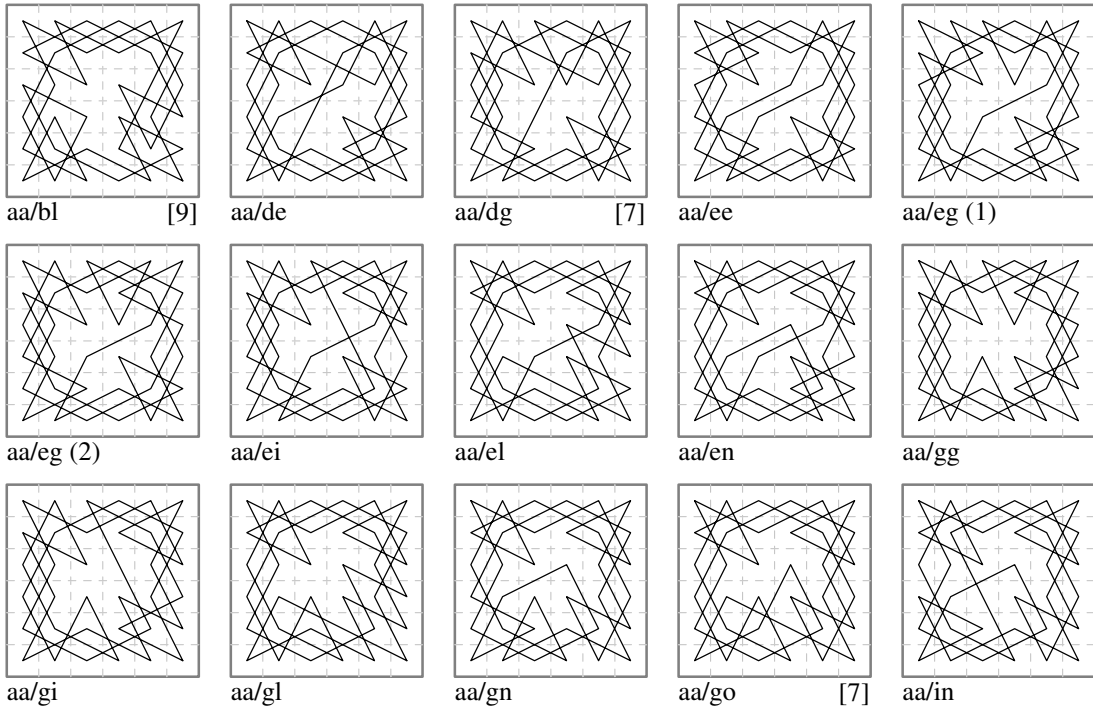 aa/bl [9] aa/de aa/dg [7] aa/ee aa/eg (1)
aa/eg (2) aa/ei aa/el aa/en aa/gg
aa/gi aa/gl aa/gn aa/go [7] aa/in